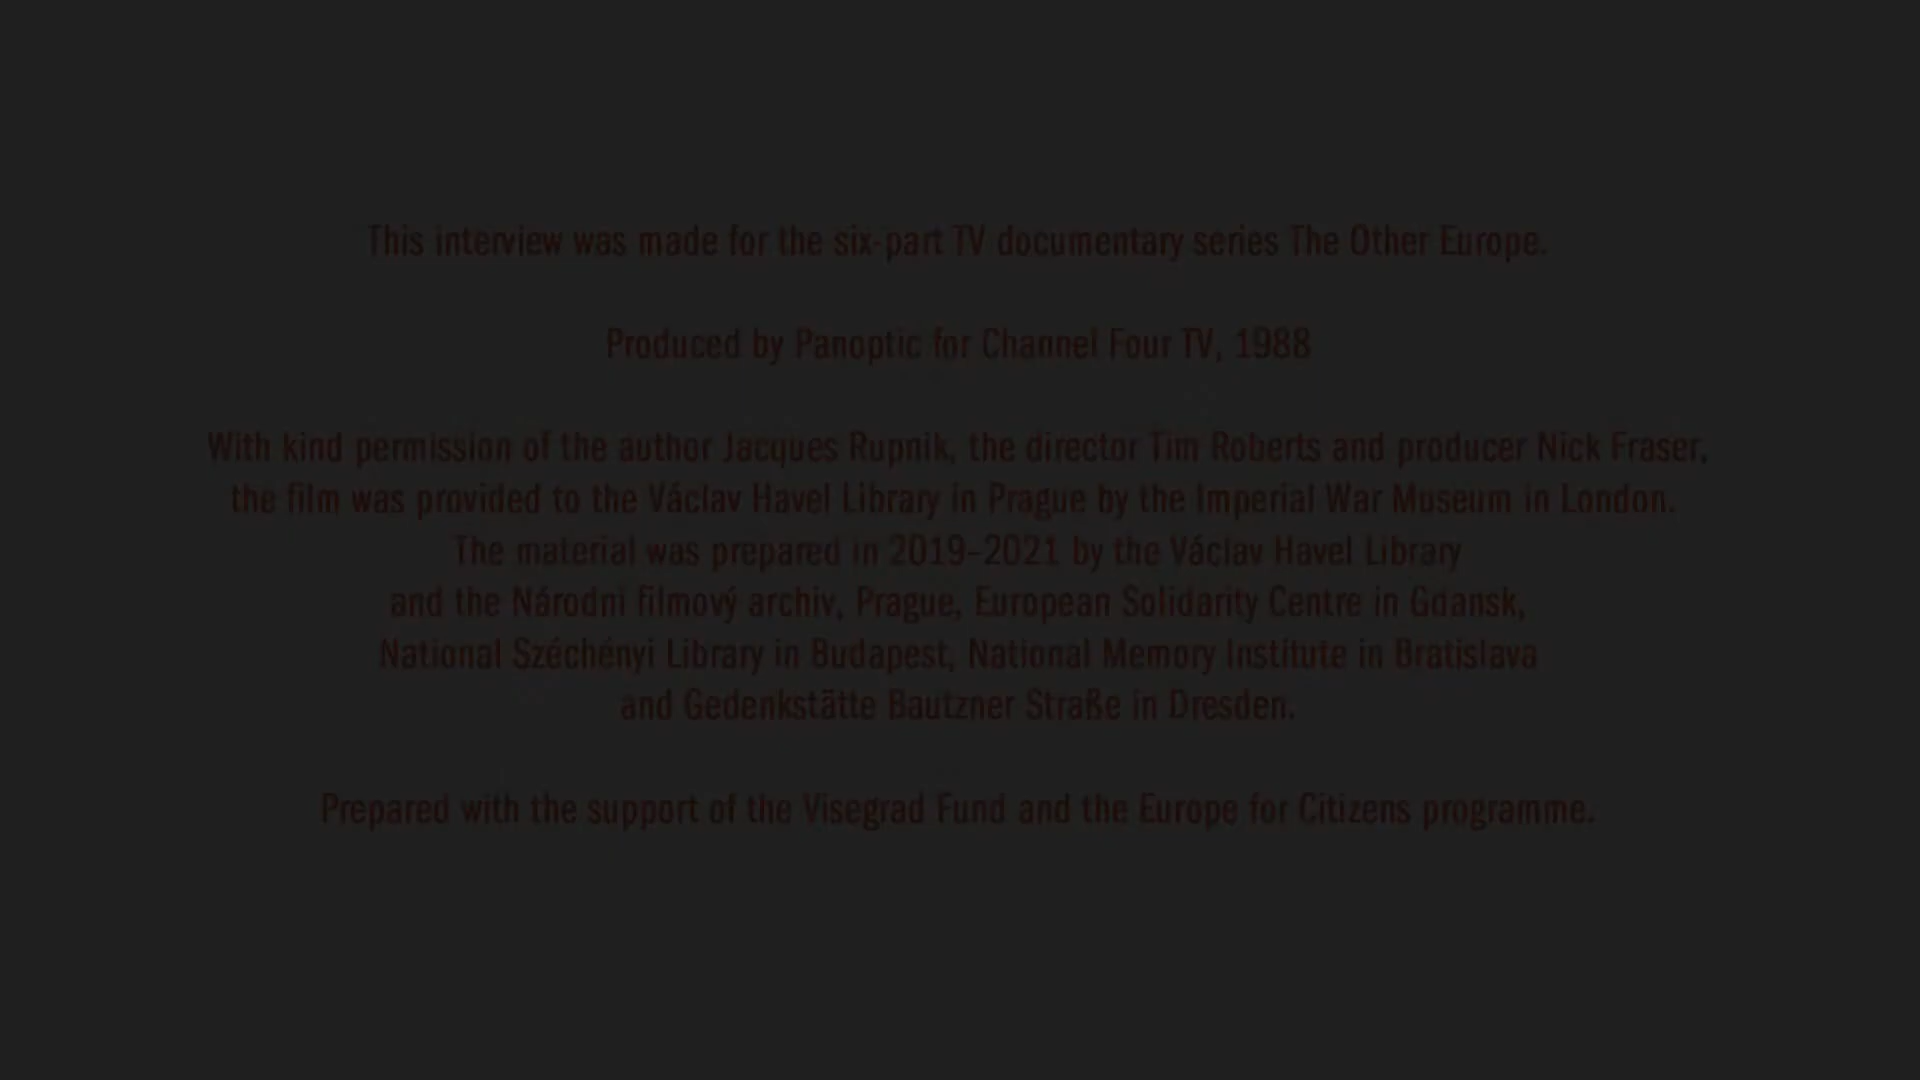 This interview was made for the six-part TV documentary series The Other Europe.
Produced by Panoptic for Channel Four TV, 1988
With kind permission of the author Jacques Rupnik, the director Tim Roberts and producer Nick Fraser,
the film was provided to the Václav Havel Library in Prague by the Imperial War Museum in London.
The material was prepared in 2019–2021 by the Václav Havel Library
and the Národní filmový archiv, Prague, European Solidarity Centre in Gdansk,
National Széchényi Library in Budapest, National Memory Institute in Bratislava
and Gedenkstätte Bautzner Straße in Dresden.
Prepared with the support of the Visegrad Fund and the Europe for Citizens programme.